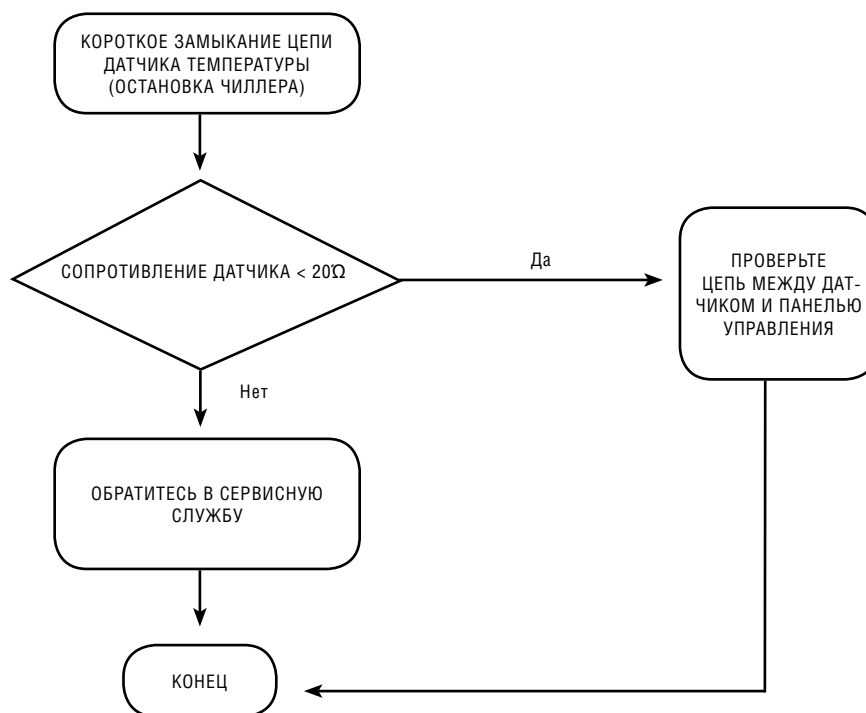 КОРОТКОЕ ЗАМЫКАНИЕ ЦЕПИ
ДАТЧИКА ТЕМПЕРАТУРЫ
(ОСТАНОВКА ЧИЛЛЕРА)
СОПРОТИВЛЕНИЕ ДАТЧИКА < 20Ω
Да
ПРОВЕРЬТЕ
ЦЕПЬ МЕЖДУ ДАТ-
ЧИКОМ И ПАНЕЛЬЮ
УПРАВЛЕНИЯ
Нет
ОБРАТИТЕСЬ В СЕРВИСНУЮ
СЛУЖБУ
КОНЕЦ